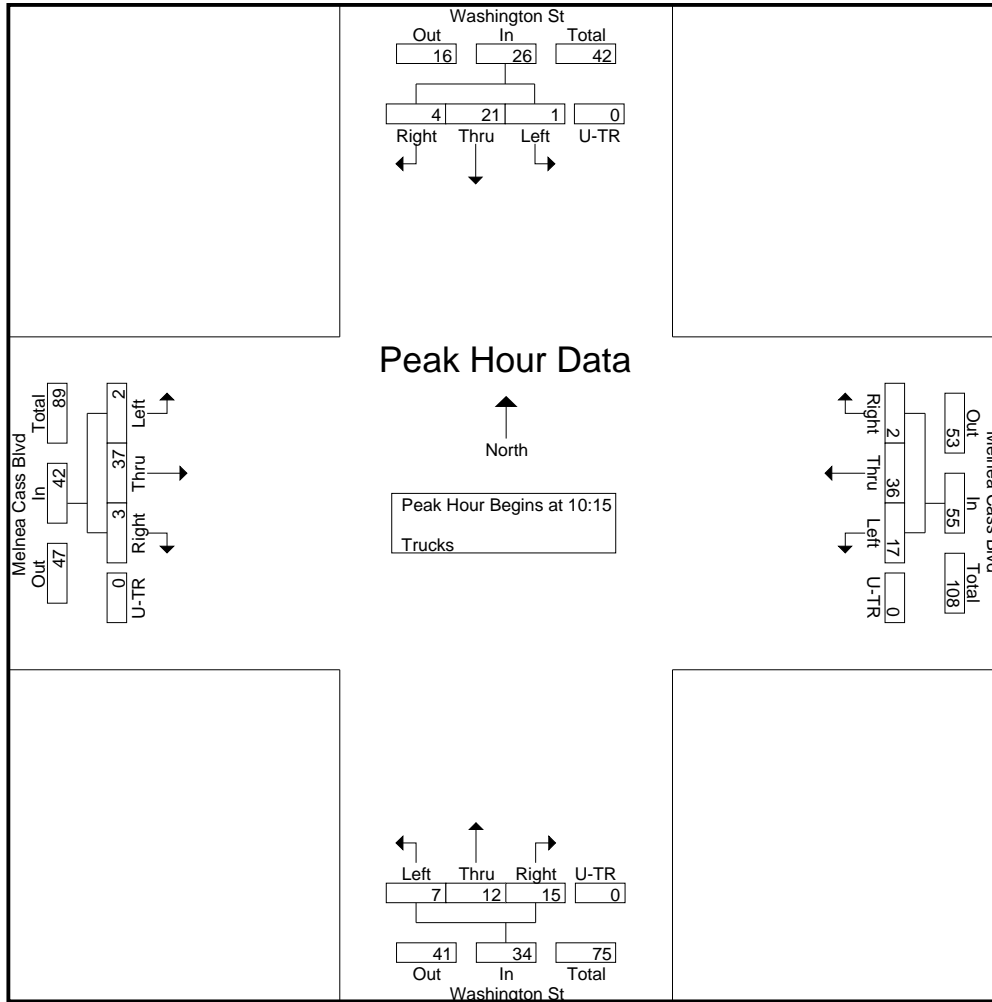 Washington St
Out In Total
16 26 42
4 21 1 0
Right Thru Left U-TR
Peak Hour Data
North
Peak Hour Begins at 10:15
Trucks
Melnea Cass Blvd
Total In Out
89 42 47
2 37 3 0
Left Thru Right U-TR
Melnea Cass Blvd
Out In Total
53 55 108
2 36 17 0
Right Thru Left U-TR
Left Thru Right U-TR
7 12 15 0
41 34 75
Out In Total
Washington St